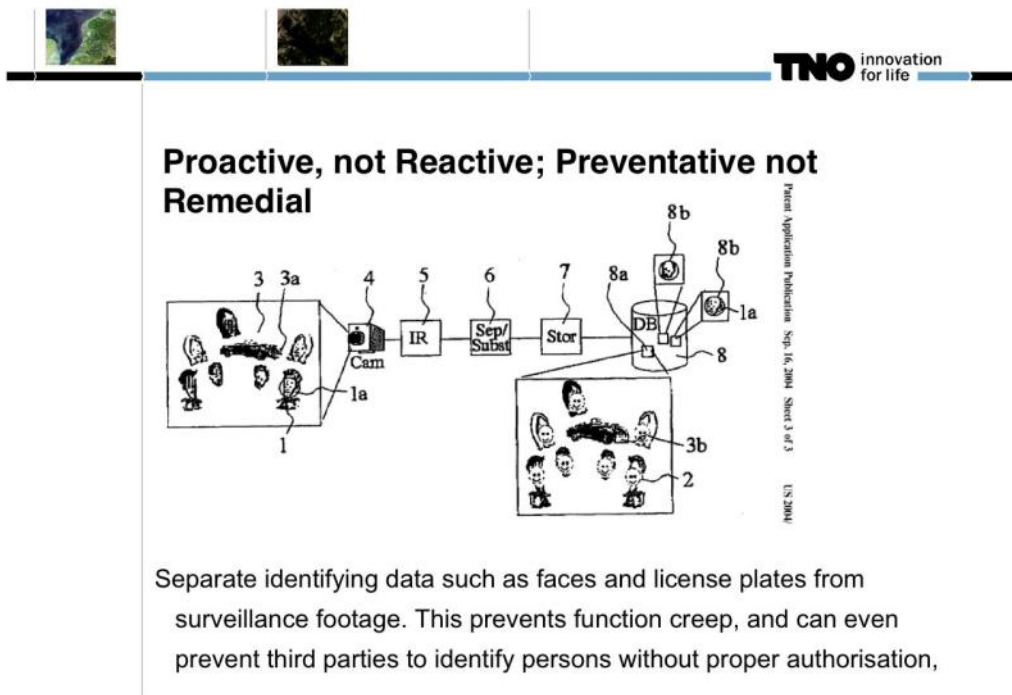 TNO innovation
for life
Proactive, not Reactive; Preventative not
Remedial
8b
8b
3 3a 4 5 6 7 8a
1a
IR Sep/ Stor DB
Subst
8
Cam
1a
1
3b
2
Patent Application Publication Sep. 16, 2004 Sheet 3 of 3 US 2004/
Separate identifying data such as faces and license plates from
surveillance footage. This prevents function creep, and can even
prevent third parties to identify persons without proper authorisation,